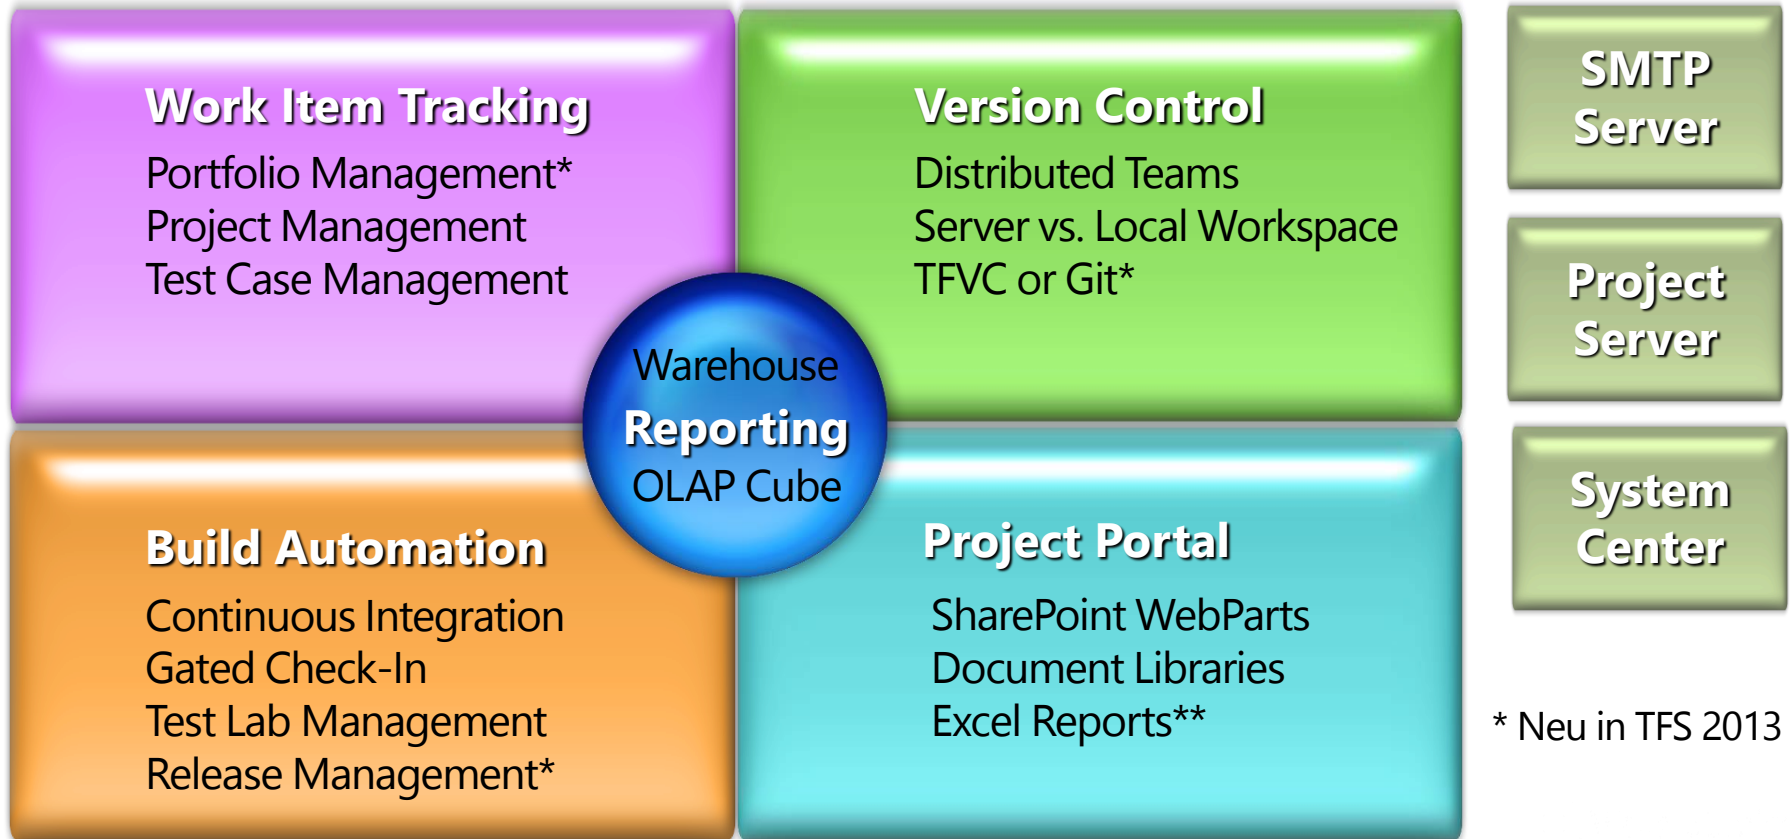 Work Item Tracking
Portfolio Management*
Project Management
Test Case Management
Version Control
Distributed Teams
Server vs. Local Workspace
TFVC or Git*
Warehouse
Reporting
OLAP Cube
Build Automation
Continuous Integration
Gated Check-In
Test Lab Management
Release Management*
Project Portal
SharePoint WebParts
Document Libraries
Excel Reports**
SMTP
Server
Project
Server
System
Center
* Neu in TFS 2013